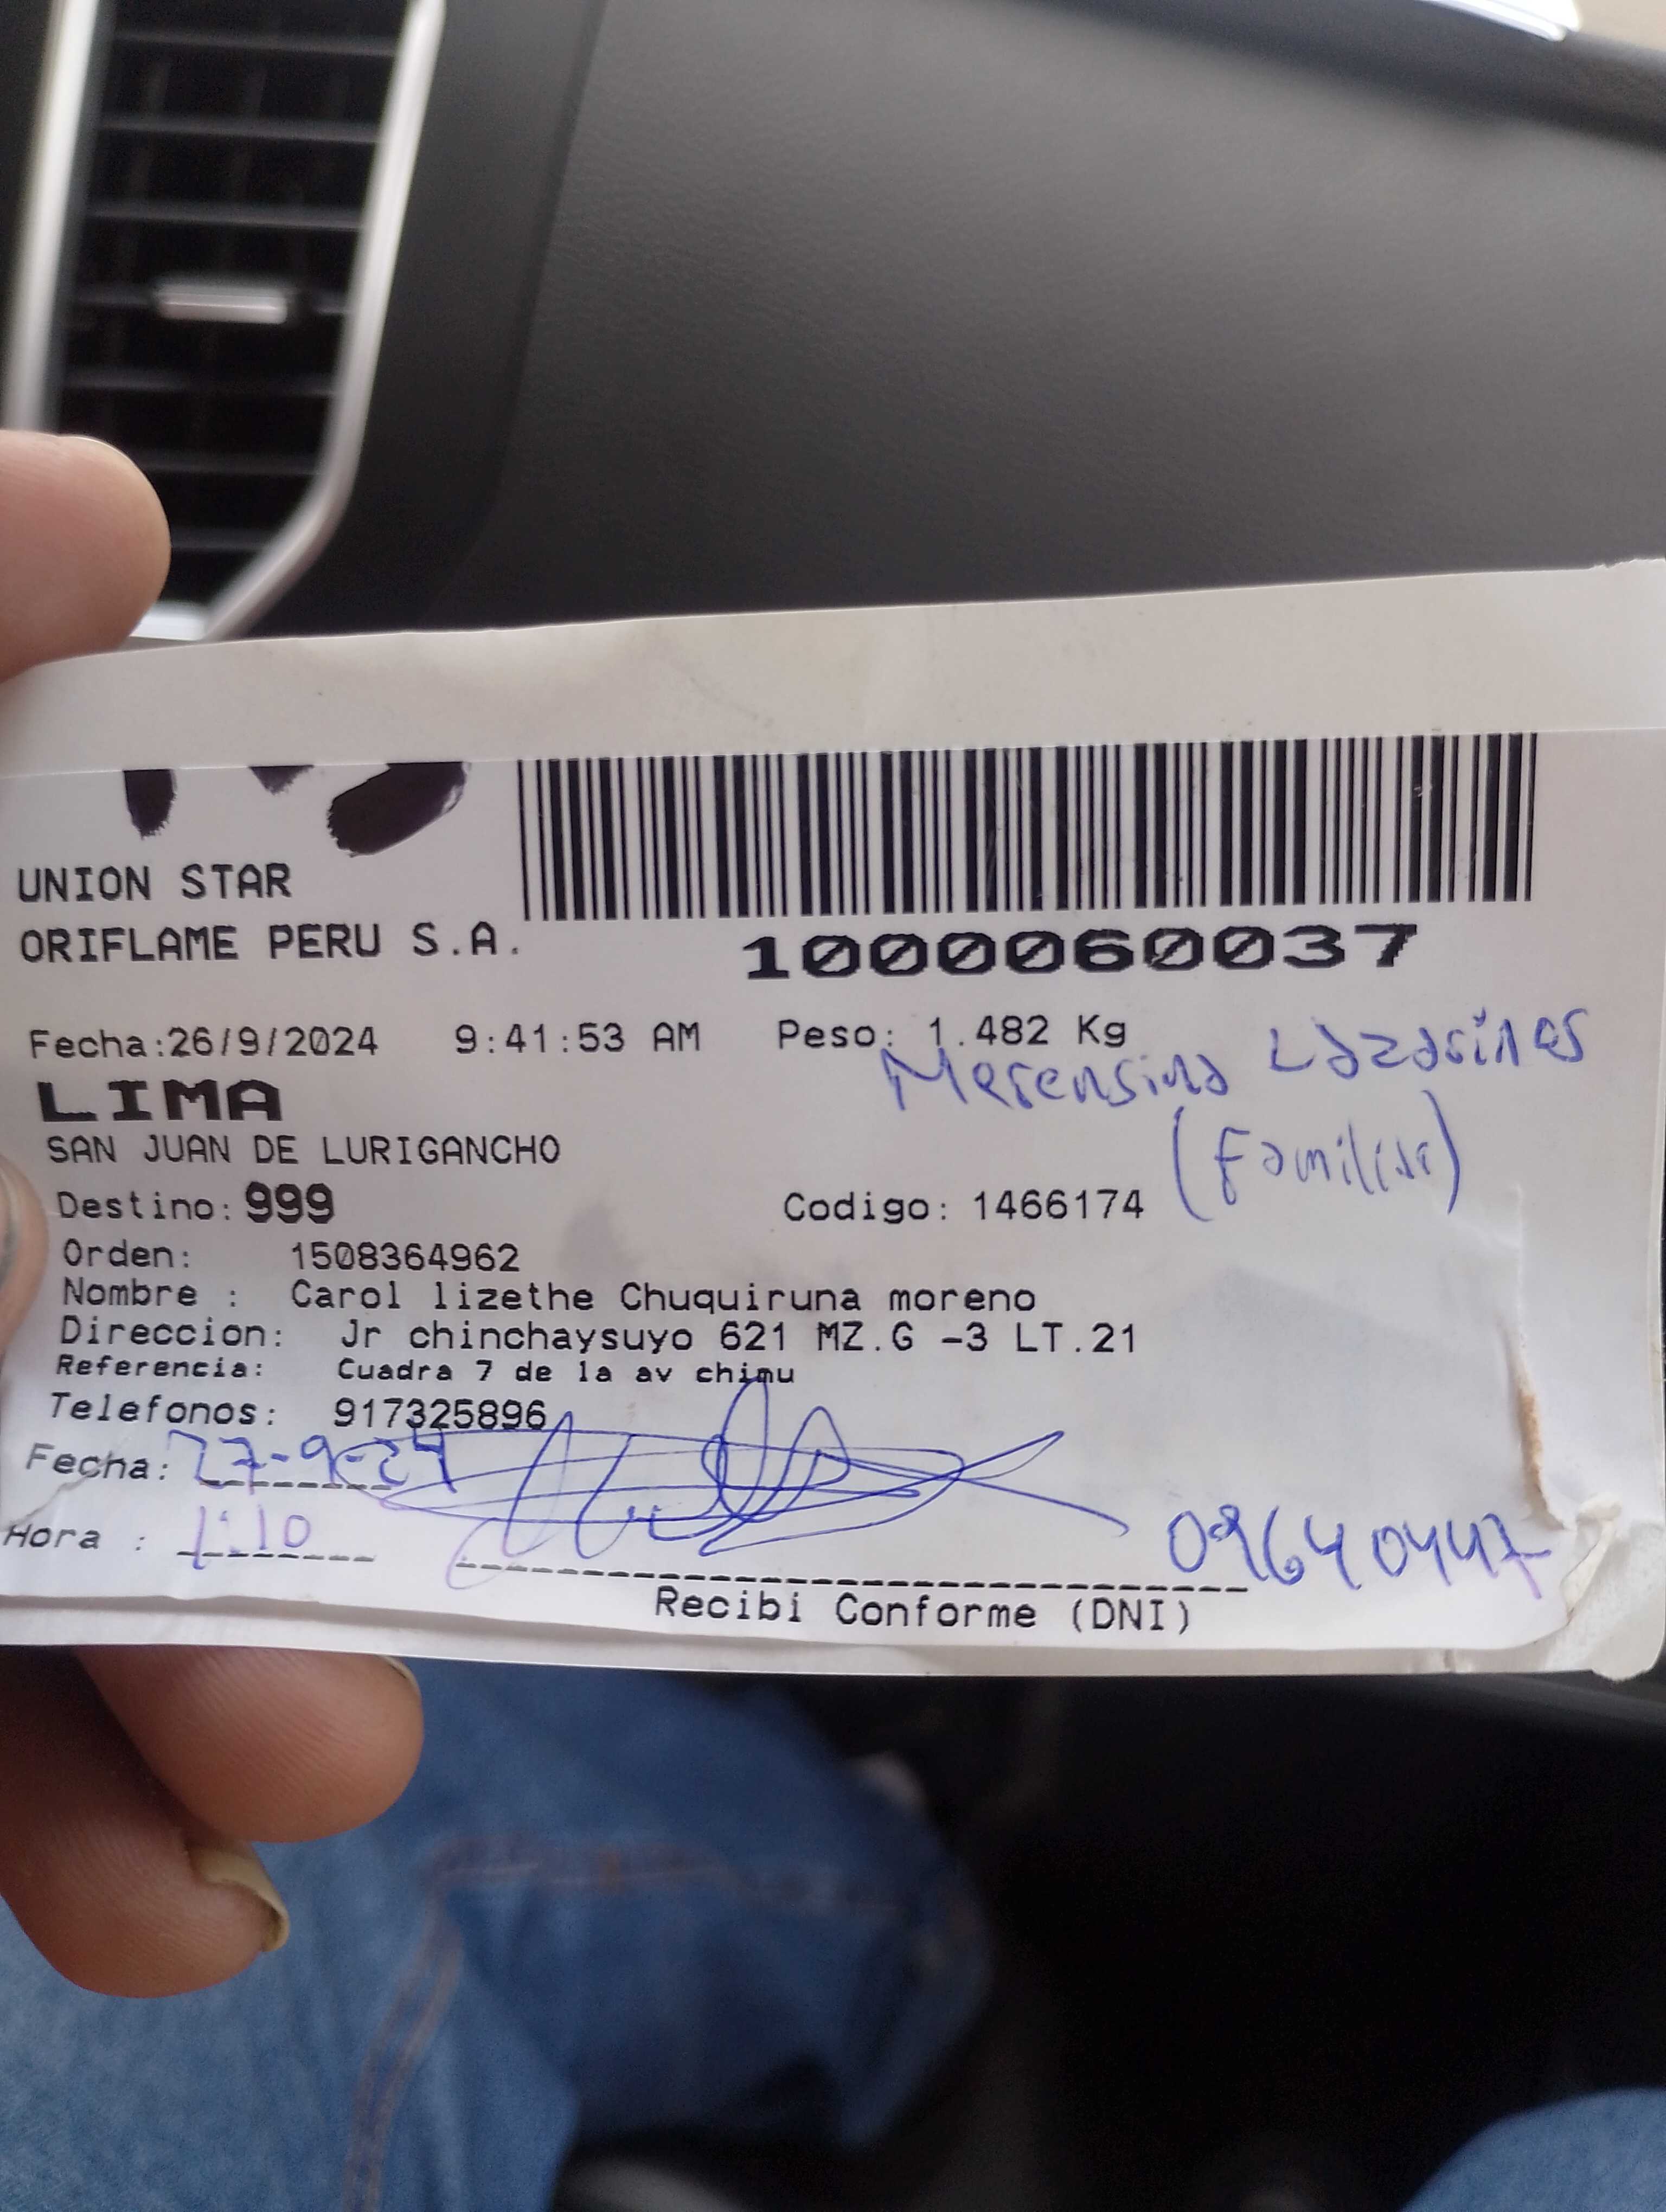 UNION STAR
ORIFLAME PERU S.A.
1000060037
Fecha:26/9/2024 9:41:53 AM Peso: 1.482 Kg
LIMA
SAN JUAN DE LURIGANCHO
(Familiar)
Destino: 999 Codigo: 1466174
Orden: 1508364962
Nombre : Carol lizethe Chuquiruna moreno
Direccion: Jr chinchaysuyo 621 MZ.G -3 LT.21
Referencia: Cuadra 7 de la av chimu
Telefonos: 917325896
Fecha: 27-9-24
Hora : 1:10
09640447
Recibi Conforme (DNI)